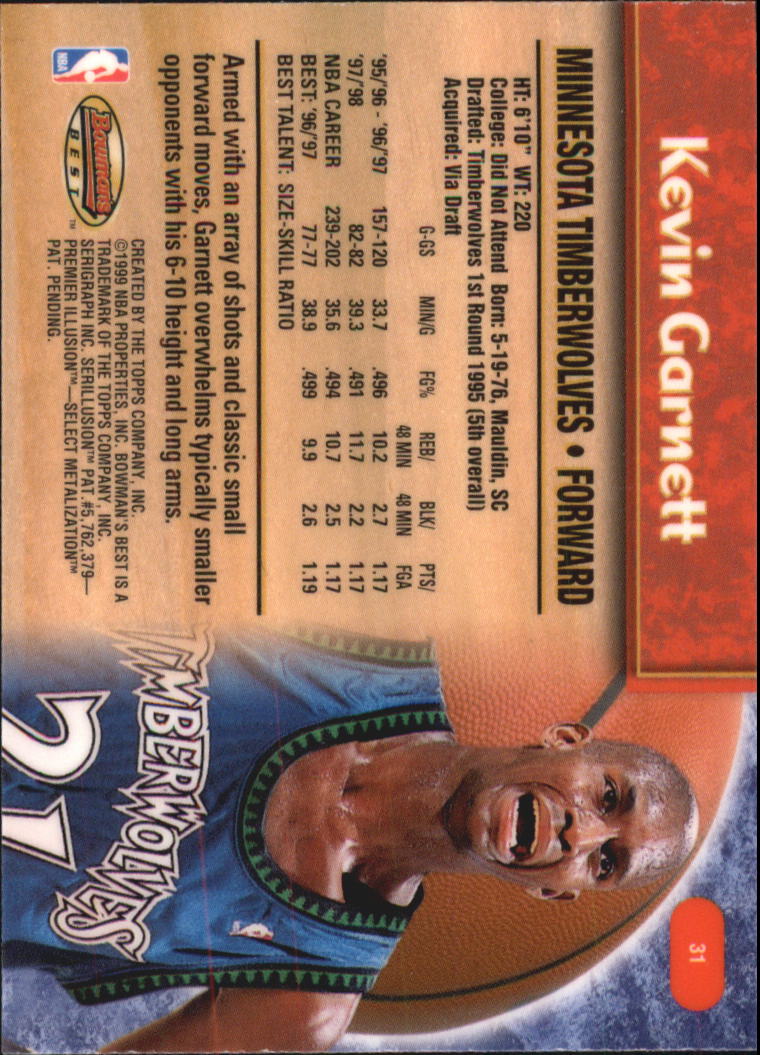 Kevin Garnett
31
MINNESOTA TIMBERWOLVES • FORWARD
HT: 6'10" WT: 220
College: Did Not Attend Born: 5-19-76, Mauldin, SC
Drafted: Timberwolves 1st Round 1995 (5th overall)
Acquired: Via Draft
G-GS MIN/G FG% REB/ 48 MIN BLK/ 48 MIN PTS/ FGA
'95/'96 - '96/'97 157-120 33.7 .496 10.2 2.7 1.17
'97/'98 82-82 39.3 .491 11.7 2.2 1.17
NBA CAREER 239-202 35.6 .494 10.7 2.5 1.17
BEST: '96/'97 77-77 38.9 .499 9.9 2.6 1.19
BEST TALENT: SIZE-SKILL RATIO
Armed with an array of shots and classic small
forward moves, Garnett overwhelms typically smaller
opponents with his 6-10 height and long arms.
NBA
Bowman's
BEST™
CREATED BY THE TOPPS COMPANY, INC.
©1999 NBA PROPERTIES, INC. BOWMAN'S BEST IS A
TRADEMARK OF THE TOPPS COMPANY, INC.
SERIGRAPH INC. SERILLUSION™ PAT.#5,762,379—
PREMIER ILLUSION™—SELECT METALIZATION™
PAT. PENDING.
TIMBERWOLVES
21